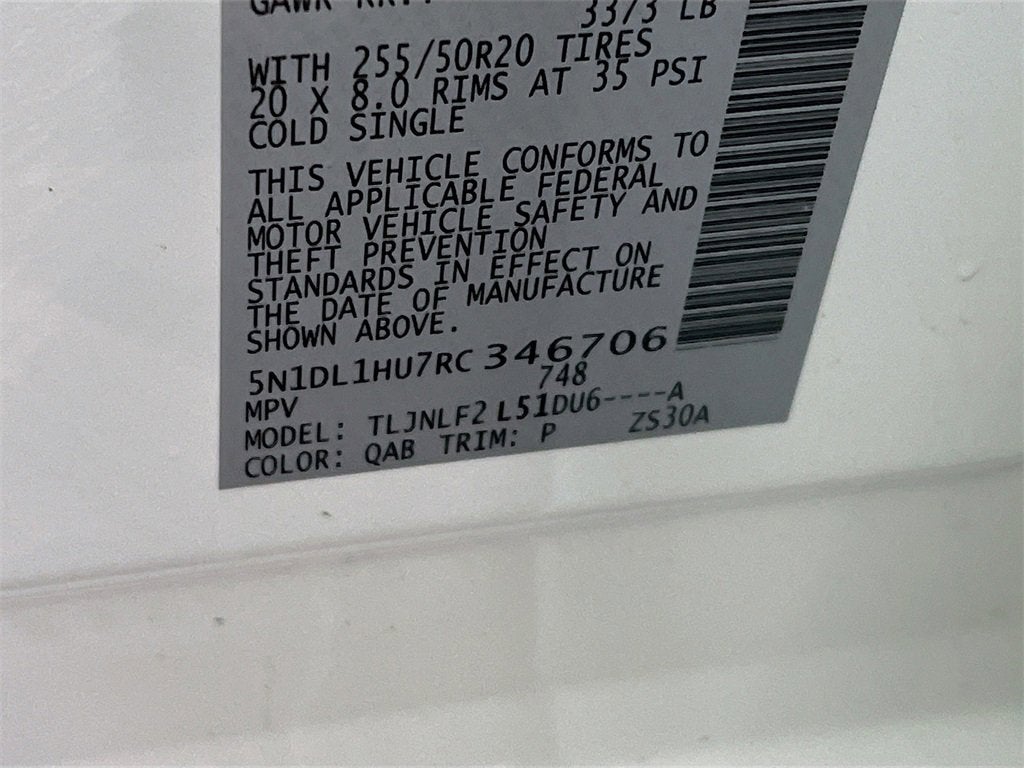 GAWR RR.
3373 LB
WITH 255/50R20 TIRES
20 X 8.0 RIMS AT 35 PSI
COLD SINGLE
THIS VEHICLE CONFORMS TO
ALL APPLICABLE FEDERAL
MOTOR VEHICLE SAFETY AND
THEFT PREVENTION
STANDARDS IN EFFECT ON
THE DATE OF MANUFACTURE
SHOWN ABOVE.
5N1DL1HU7RC 346706
MPV 748
MODEL: TLJNLF2 L51DU6----A
COLOR: QAB TRIM: P ZS30A